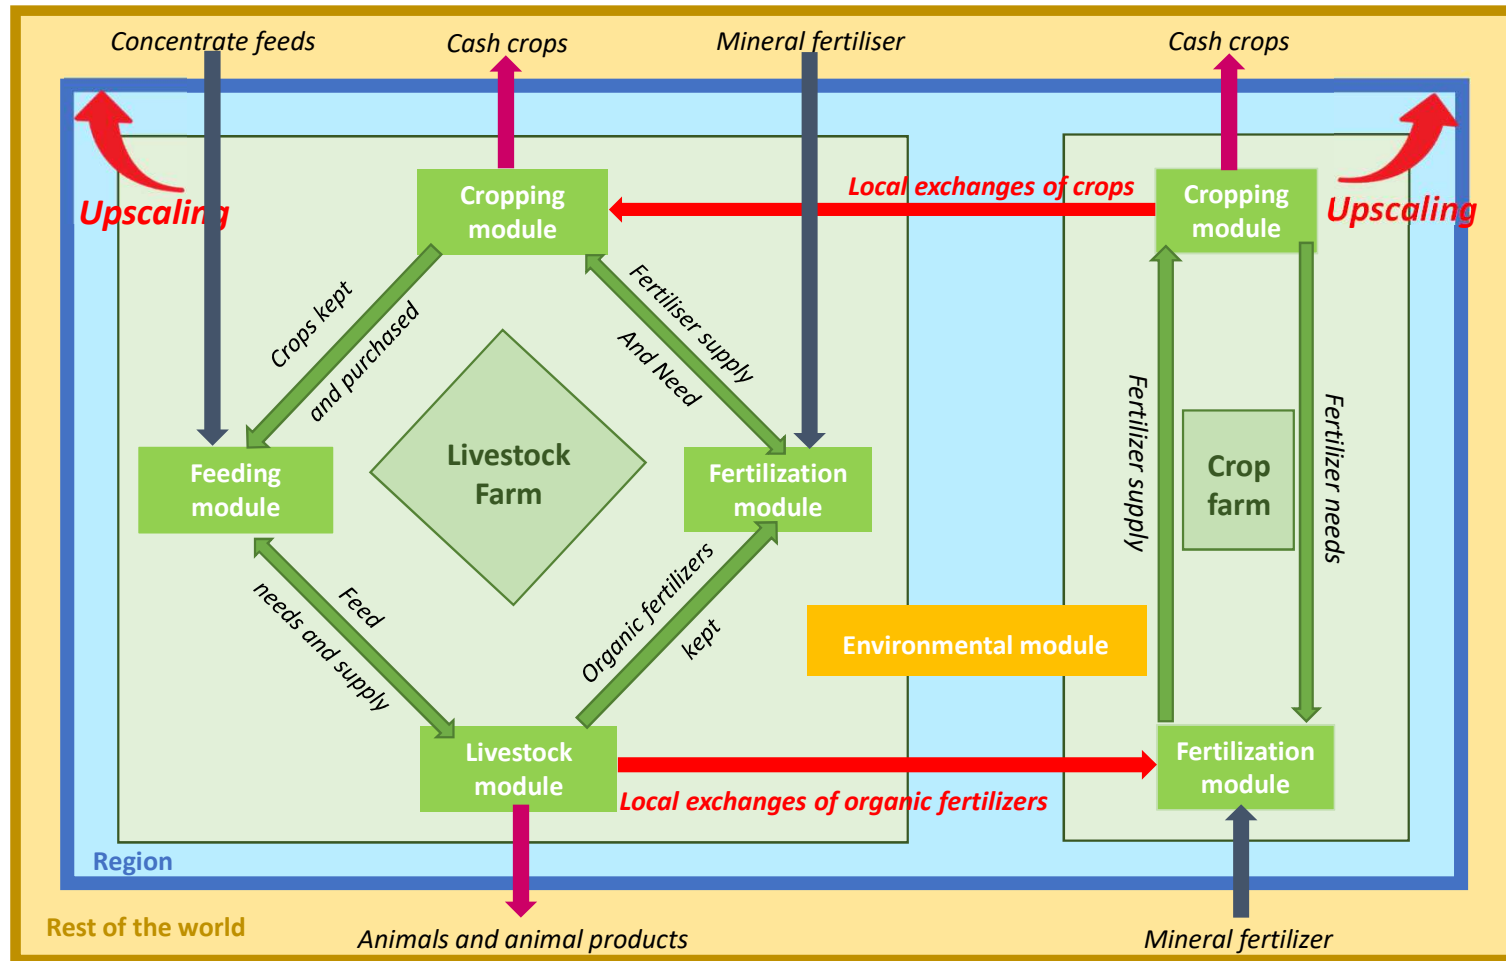 Concentrate feeds
Cash crops
Mineral fertiliser
Cash crops
Upscaling
Cropping
module
Local exchanges of crops
Cropping
module
Upscaling
Crops kept
and purchased
Fertiliser supply
And Need
Feeding
module
Livestock
Farm
Fertilization
module
Fertilizer supply
Crop
farm
Fertilizer needs
Feed
needs and supply
Organic fertilizers
kept
Environmental module
Livestock
module
Fertilization
module
Local exchanges of organic fertilizers
Region
Rest of the world
Animals and animal products
Mineral fertilizer